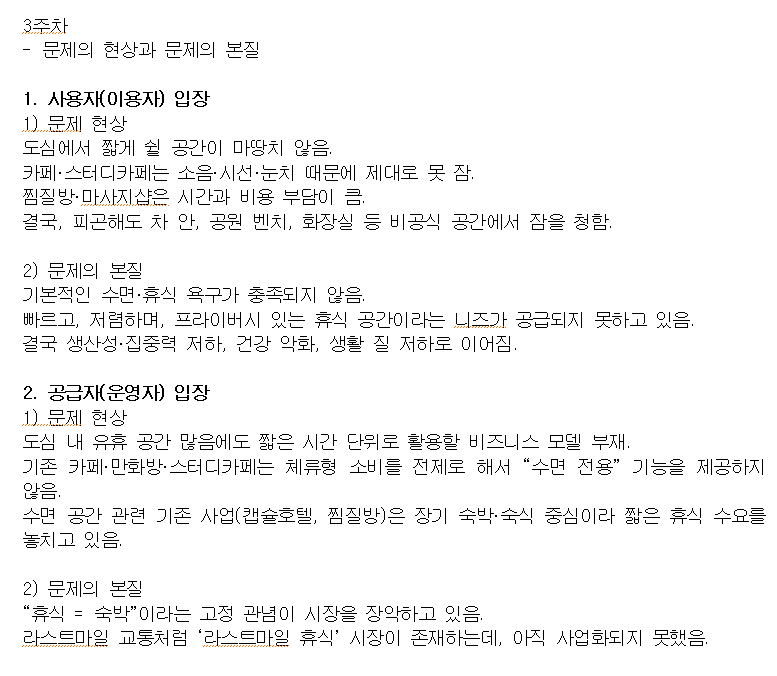 3주차
- 문제의 현상과 문제의 본질
1. 사용자(이용자) 입장
1) 문제 현상
도심에서 짧게 쉴 공간이 마땅치 않음.
카페·스터디카페는 소음·시선·눈치 때문에 제대로 못 잠.
찜질방·마사지샵은 시간과 비용 부담이 큼.
결국, 피곤해도 차 안, 공원 벤치, 화장실 등 비공식 공간에서 잠을 청함.
2) 문제의 본질
기본적인 수면·휴식 욕구가 충족되지 않음.
빠르고, 저렴하며, 프라이버시 있는 휴식 공간이라는 니즈가 공급되지 못하고 있음.
결국 생산성·집중력 저하, 건강 악화, 생활 질 저하로 이어짐.
2. 공급자(운영자) 입장
1) 문제 현상
도심 내 유휴 공간 많음에도 짧은 시간 단위로 활용할 비즈니스 모델 부재.
기존 카페·만화방·스터디카페는 체류형 소비를 전제로 해서 “수면 전용” 기능을 제공하지
않음.
수면 공간 관련 기존 사업(캡슐호텔, 찜질방)은 장기 숙박·숙식 중심이라 짧은 휴식 수요를
놓치고 있음.
2) 문제의 본질
“휴식 = 숙박”이라는 고정 관념이 시장을 장악하고 있음.
라스트마일 교통처럼 ‘라스트마일 휴식’ 시장이 존재하는데, 아직 사업화되지 못했음.